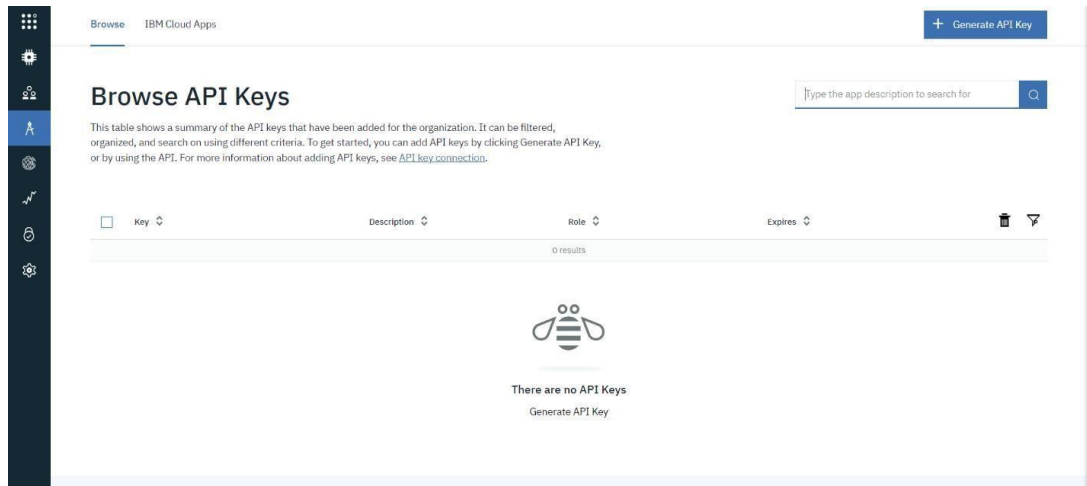 Browse IBM Cloud Apps
+ Generate API Key
Browse API Keys
Type the app description to search for
This table shows a summary of the API keys that have been added for the organization. It can be filtered,
organized, and search on using different criteria. To get started, you can add API keys by clicking Generate API Key,
or by using the API. For more information about adding API keys, see API key connection.
Key Description Role Expires
0 results
There are no API Keys
Generate API Key